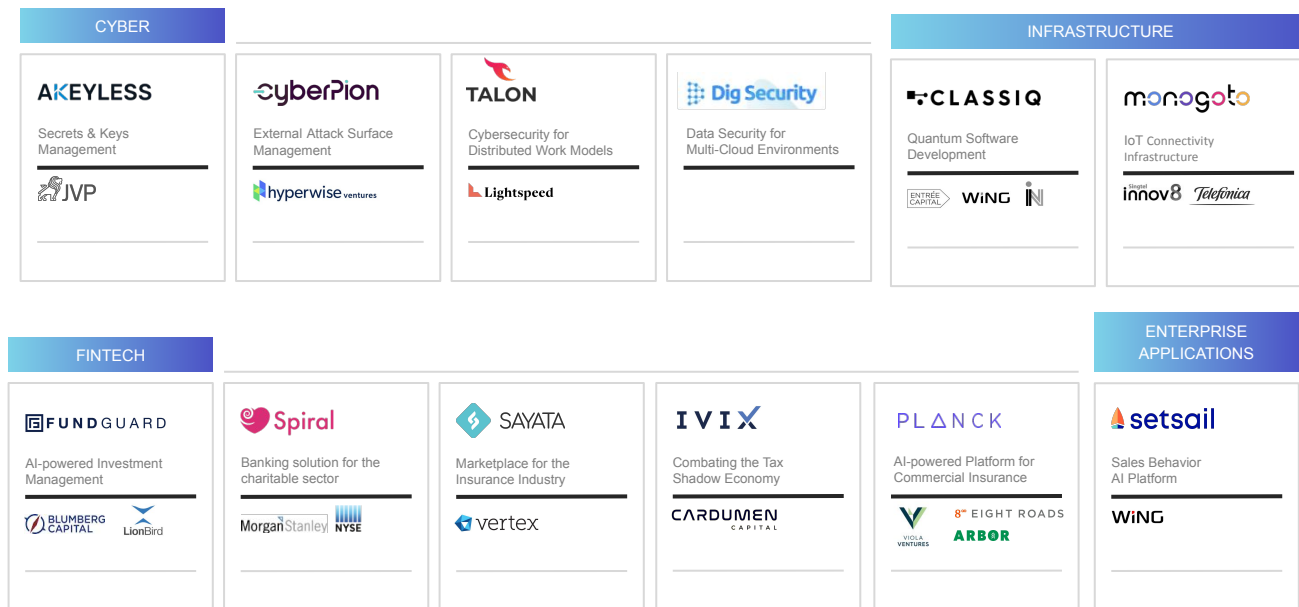 CYBER
INFRASTRUCTURE
AKEYLESS
Secrets & Keys
Management
JVP
cyberpion
External Attack Surface
Management
hyperwise ventures
TALON
Cybersecurity for
Distributed Work Models
Lightspeed
Dig Security
Data Security for
Multi-Cloud Environments
CLASSIQ
Quantum Software
Development
ENTRÉE
CAPITAL
WiNG
iN
monogoto
IoT Connectivity
Infrastructure
Singtel
innov8
Telefónica
FINTECH
ENTERPRISE
APPLICATIONS
FUNDGUARD
AI-powered Investment
Management
BLUMBERG
CAPITAL
LionBird
Spiral
Banking solution for the
charitable sector
MorganStanley
NYSE
SAYATA
Marketplace for the
Insurance Industry
vertex
IVIX
Combating the Tax
Shadow Economy
CARDUMEN
CAPITAL
PLANCK
AI-powered Platform for
Commercial Insurance
VIOLA
VENTURES
8 EIGHT ROADS
ARBOR
setsail
Sales Behavior
AI Platform
WiNG